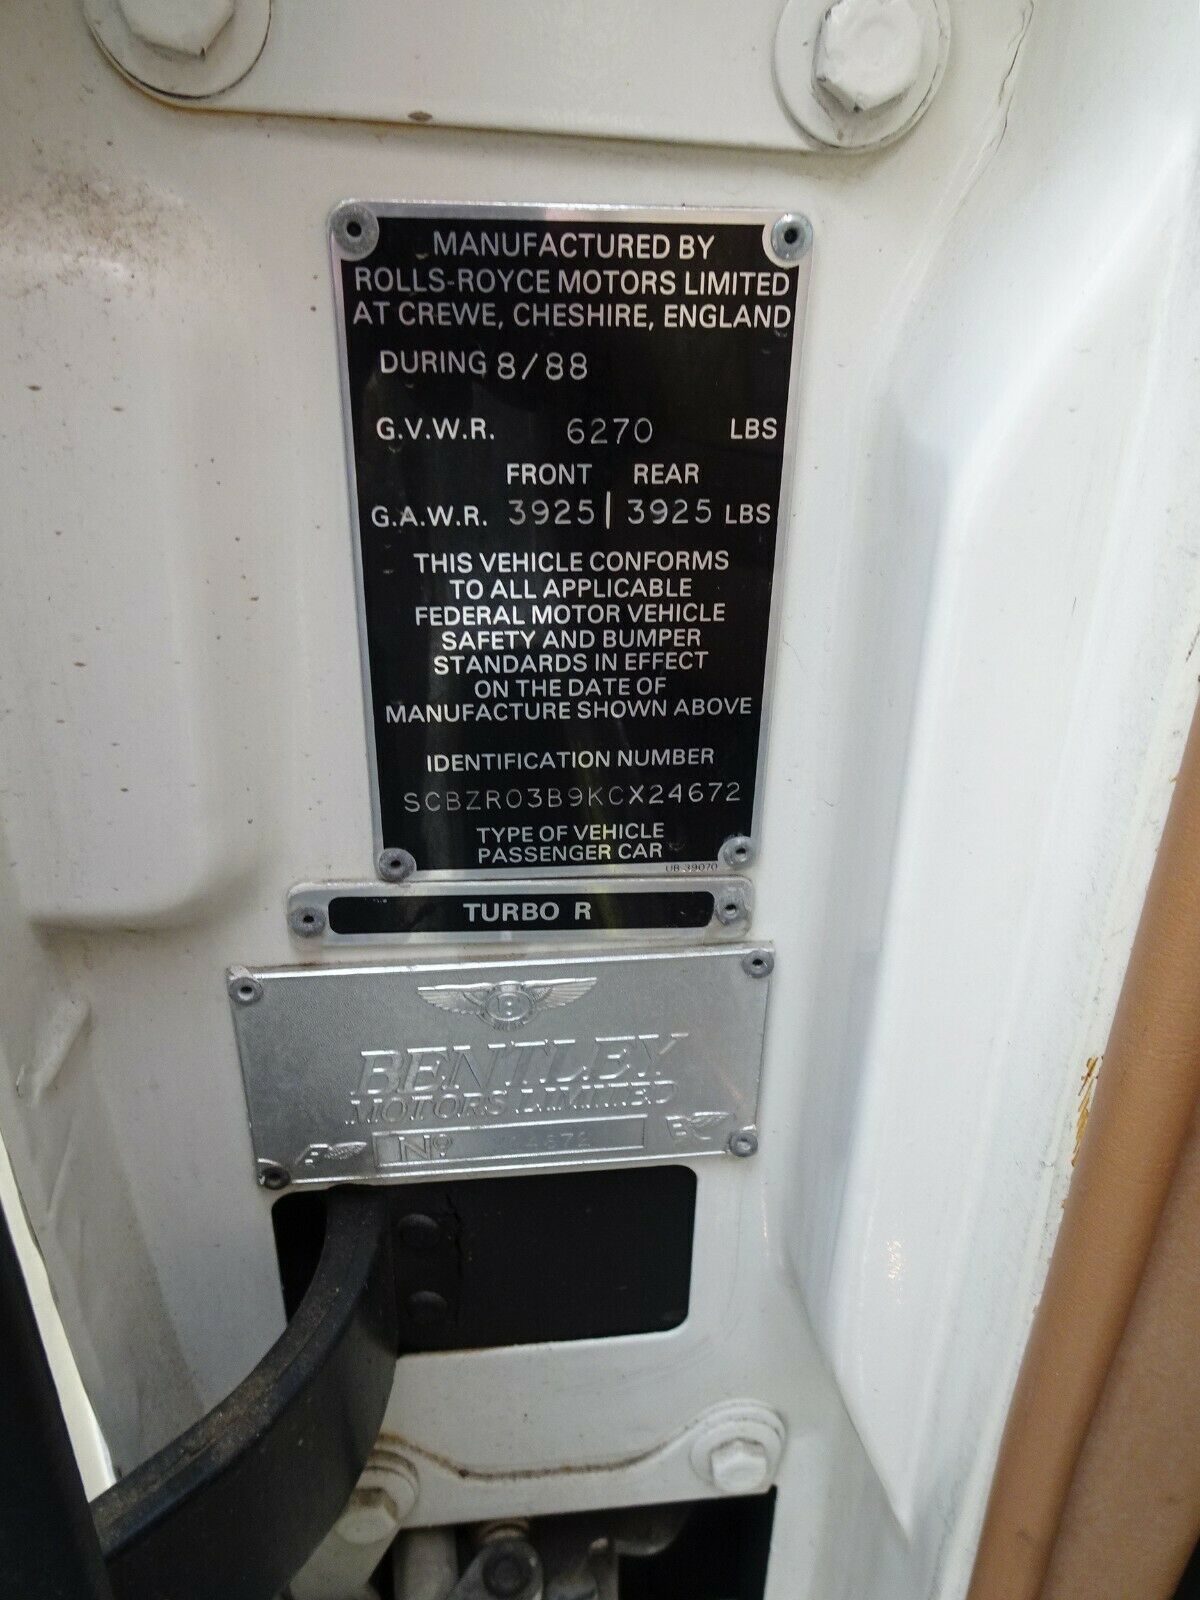 MANUFACTURED BY
ROLLS-ROYCE MOTORS LIMITED
AT CREWE, CHESHIRE, ENGLAND
DURING 8/88
G.V.W.R. 6270 LBS
FRONT REAR
G.A.W.R. 3925 | 3925 LBS
THIS VEHICLE CONFORMS
TO ALL APPLICABLE
FEDERAL MOTOR VEHICLE
SAFETY AND BUMPER
STANDARDS IN EFFECT
ON THE DATE OF
MANUFACTURE SHOWN ABOVE
IDENTIFICATION NUMBER
SCBZR03B9KCX24672
TYPE OF VEHICLE
PASSENGER CAR
UB 39070
TURBO R
B
BENTLEY
MOTORS LIMITED
Nº